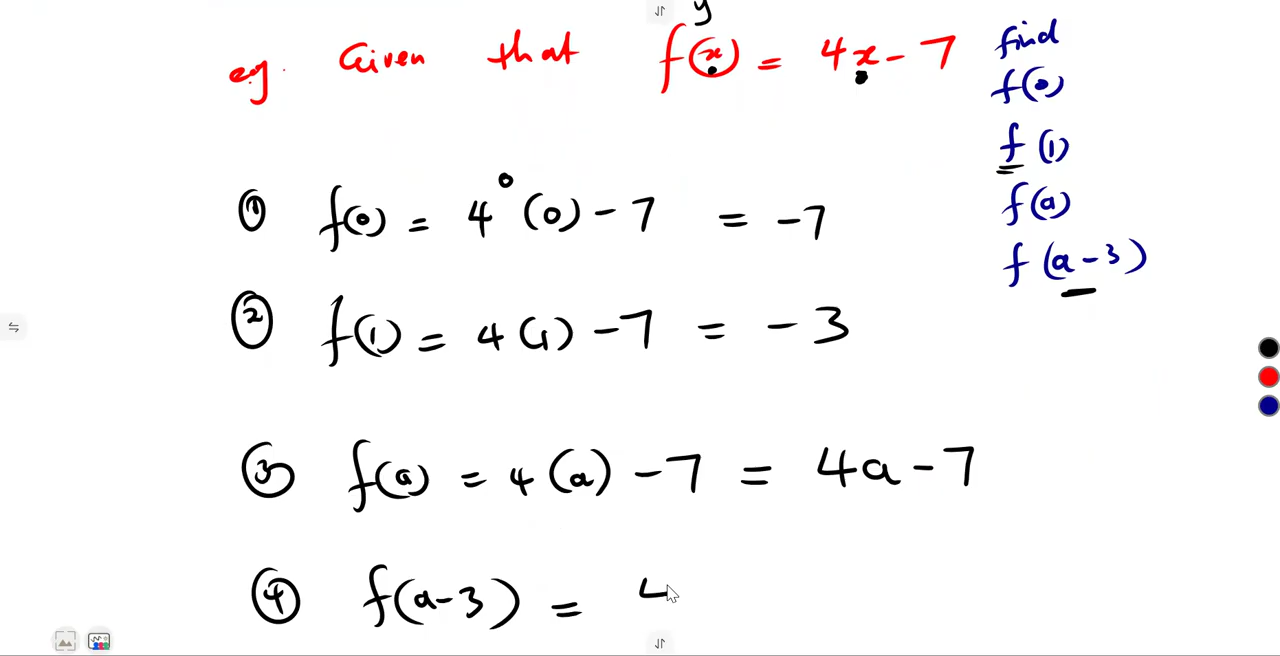 y
e.g. Given that f(x) = 4x - 7 find
f(0)
f(1)
f(a)
f(a-3)
① f(0) = 4(0) - 7 = -7
② f(1) = 4(1) - 7 = -3
③ f(a) = 4(a) - 7 = 4a - 7
④ f(a-3) = 4